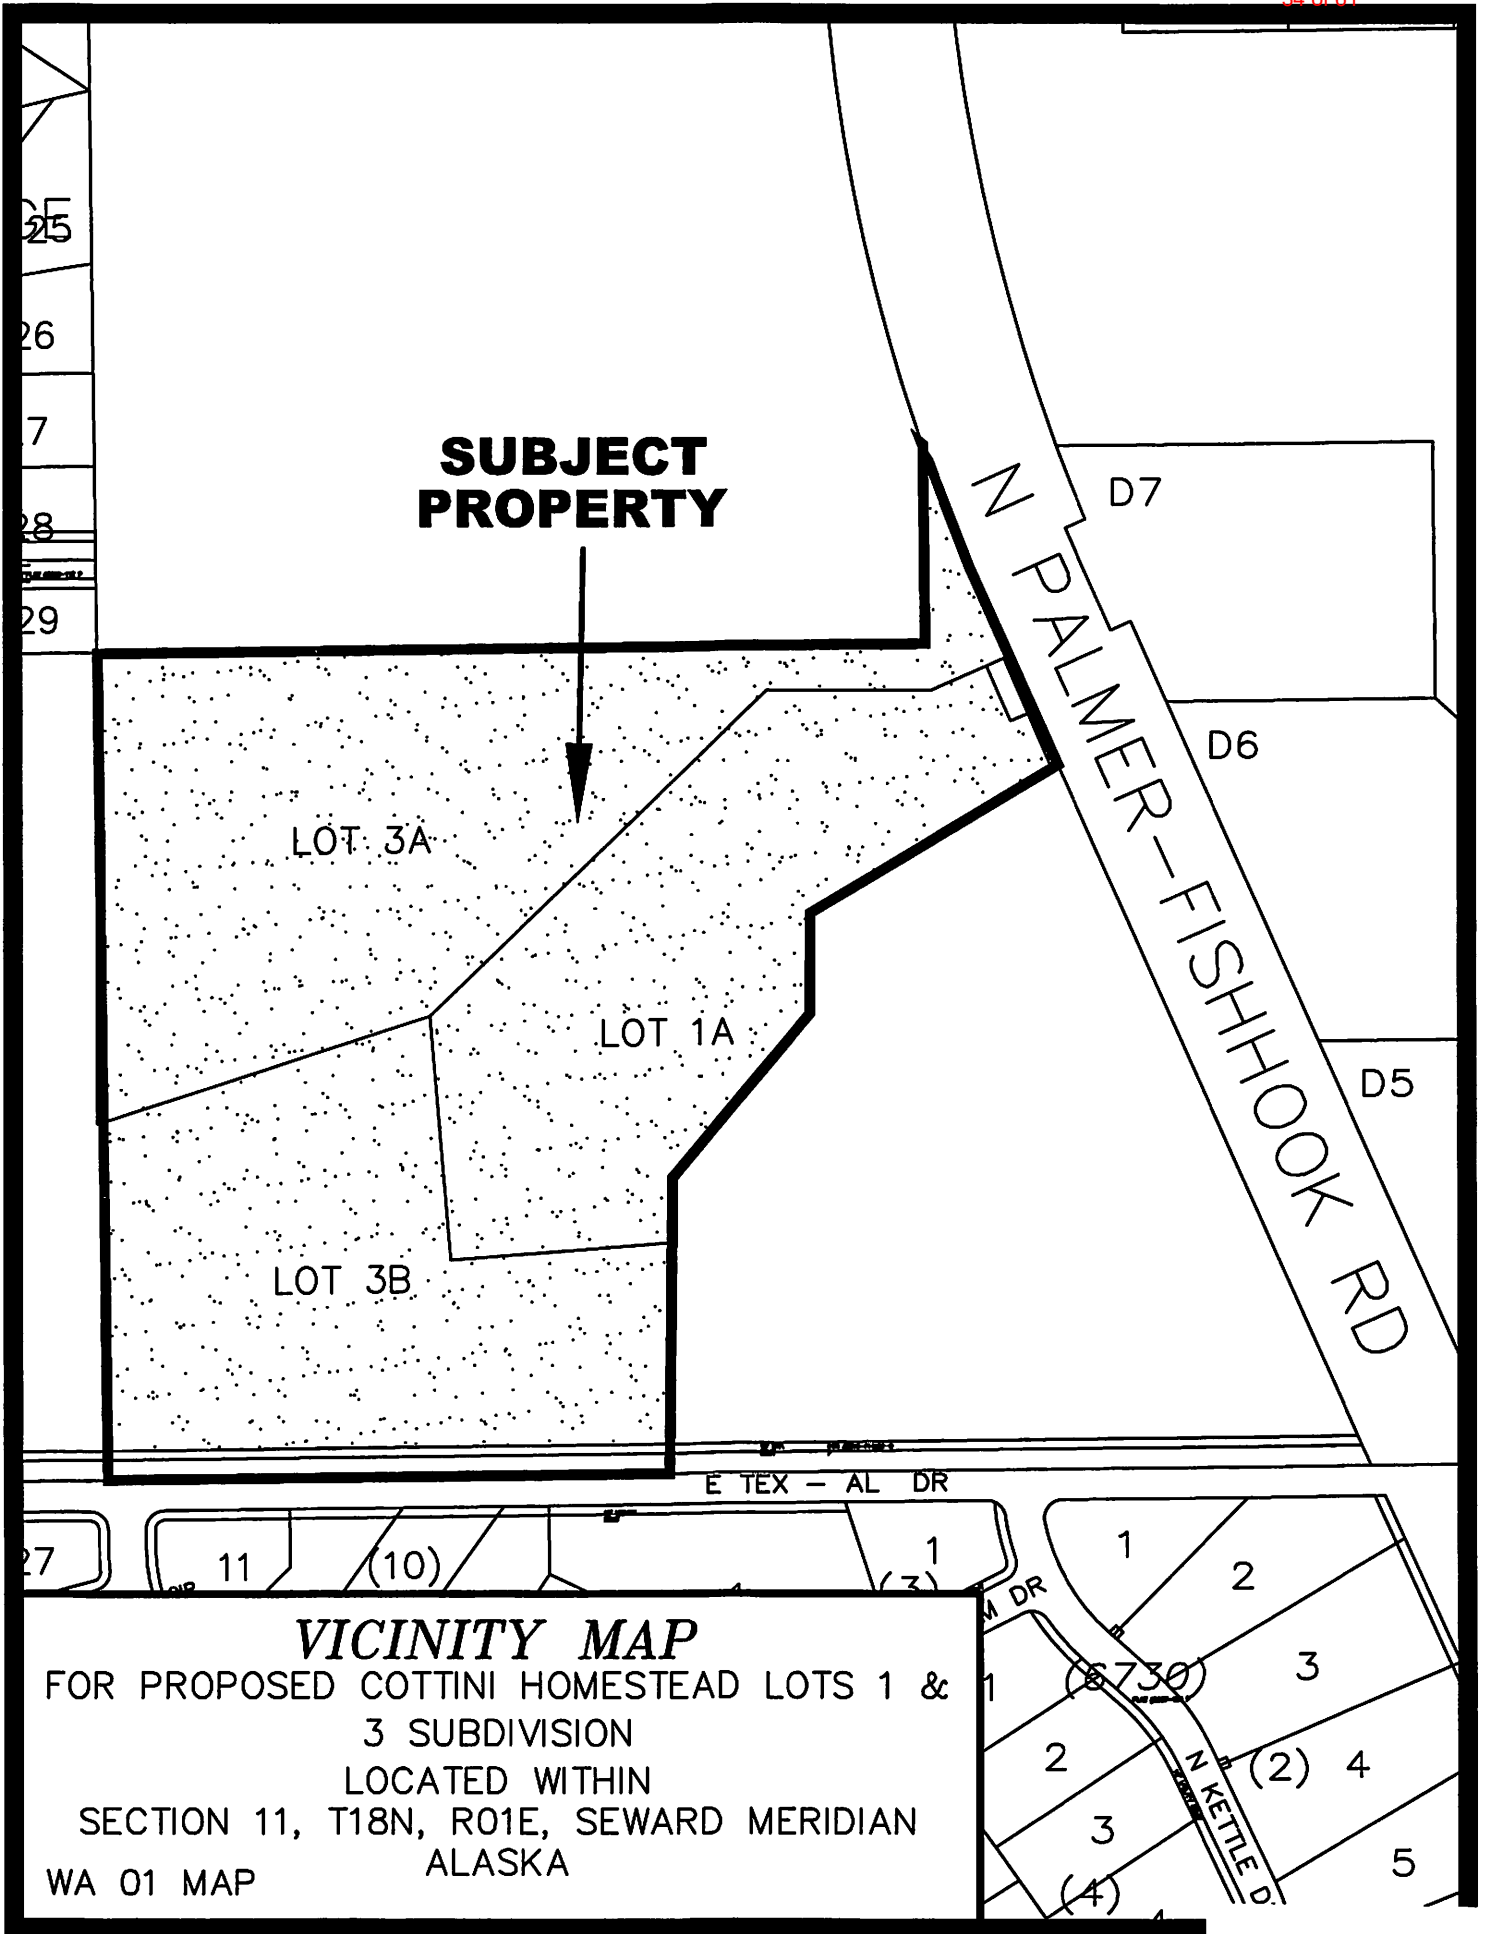 25
26
7
28
29
SUBJECT
PROPERTY
N PALMER-FISHHOOK RD
D7
D6
D5
LOT 3A
LOT 1A
LOT 3B
E TEX - AL DR
27
11
(10)
1
(3)
1
2
3
(6730)
M DR
1
2
(2) 4
N KETTLE D
3
5
(4)
VICINITY MAP
FOR PROPOSED COTTINI HOMESTEAD LOTS 1 &
3 SUBDIVISION
LOCATED WITHIN
SECTION 11, T18N, R01E, SEWARD MERIDIAN
ALASKA
WA 01 MAP